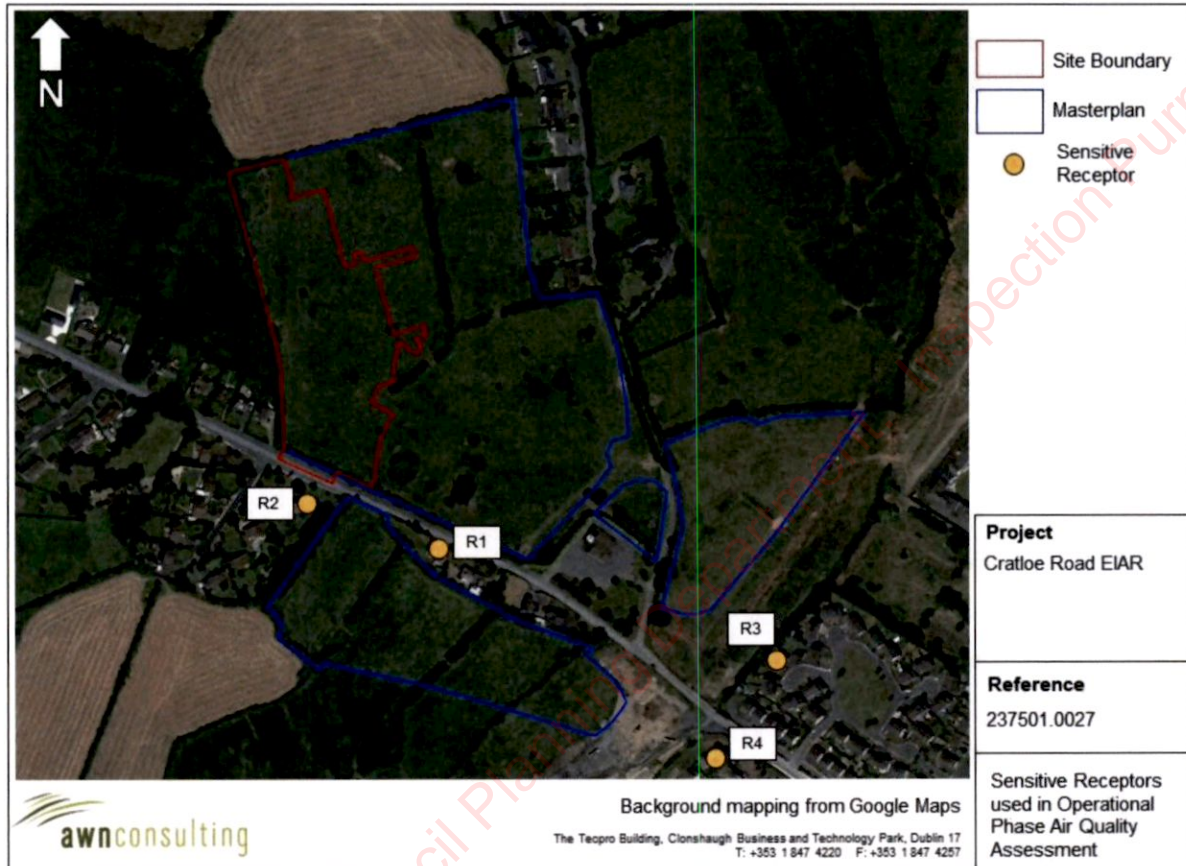 N
Site Boundary
Masterplan
Sensitive
Receptor
R2
R1
R3
R4
Project
Cratloe Road EIAR
Reference
237501.0027
Sensitive Receptors
used in Operational
Phase Air Quality
Assessment
awnconsulting
Background mapping from Google Maps
The Tecpro Building, Clonshaugh Business and Technology Park, Dublin 17
T: +353 1 847 4220 F: +353 1 847 4257
Inspection